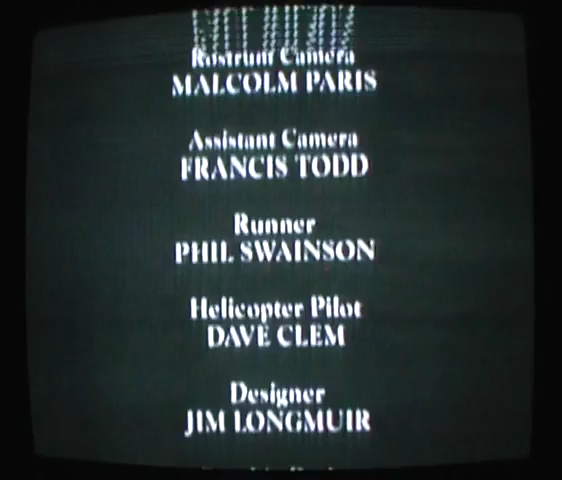 Rostrum Camera
MALCOLM PARIS
Assistant Camera
FRANCIS TODD
Runner
PHIL SWAINSON
Helicopter Pilot
DAVE CLEM
Designer
JIM LONGMUIR